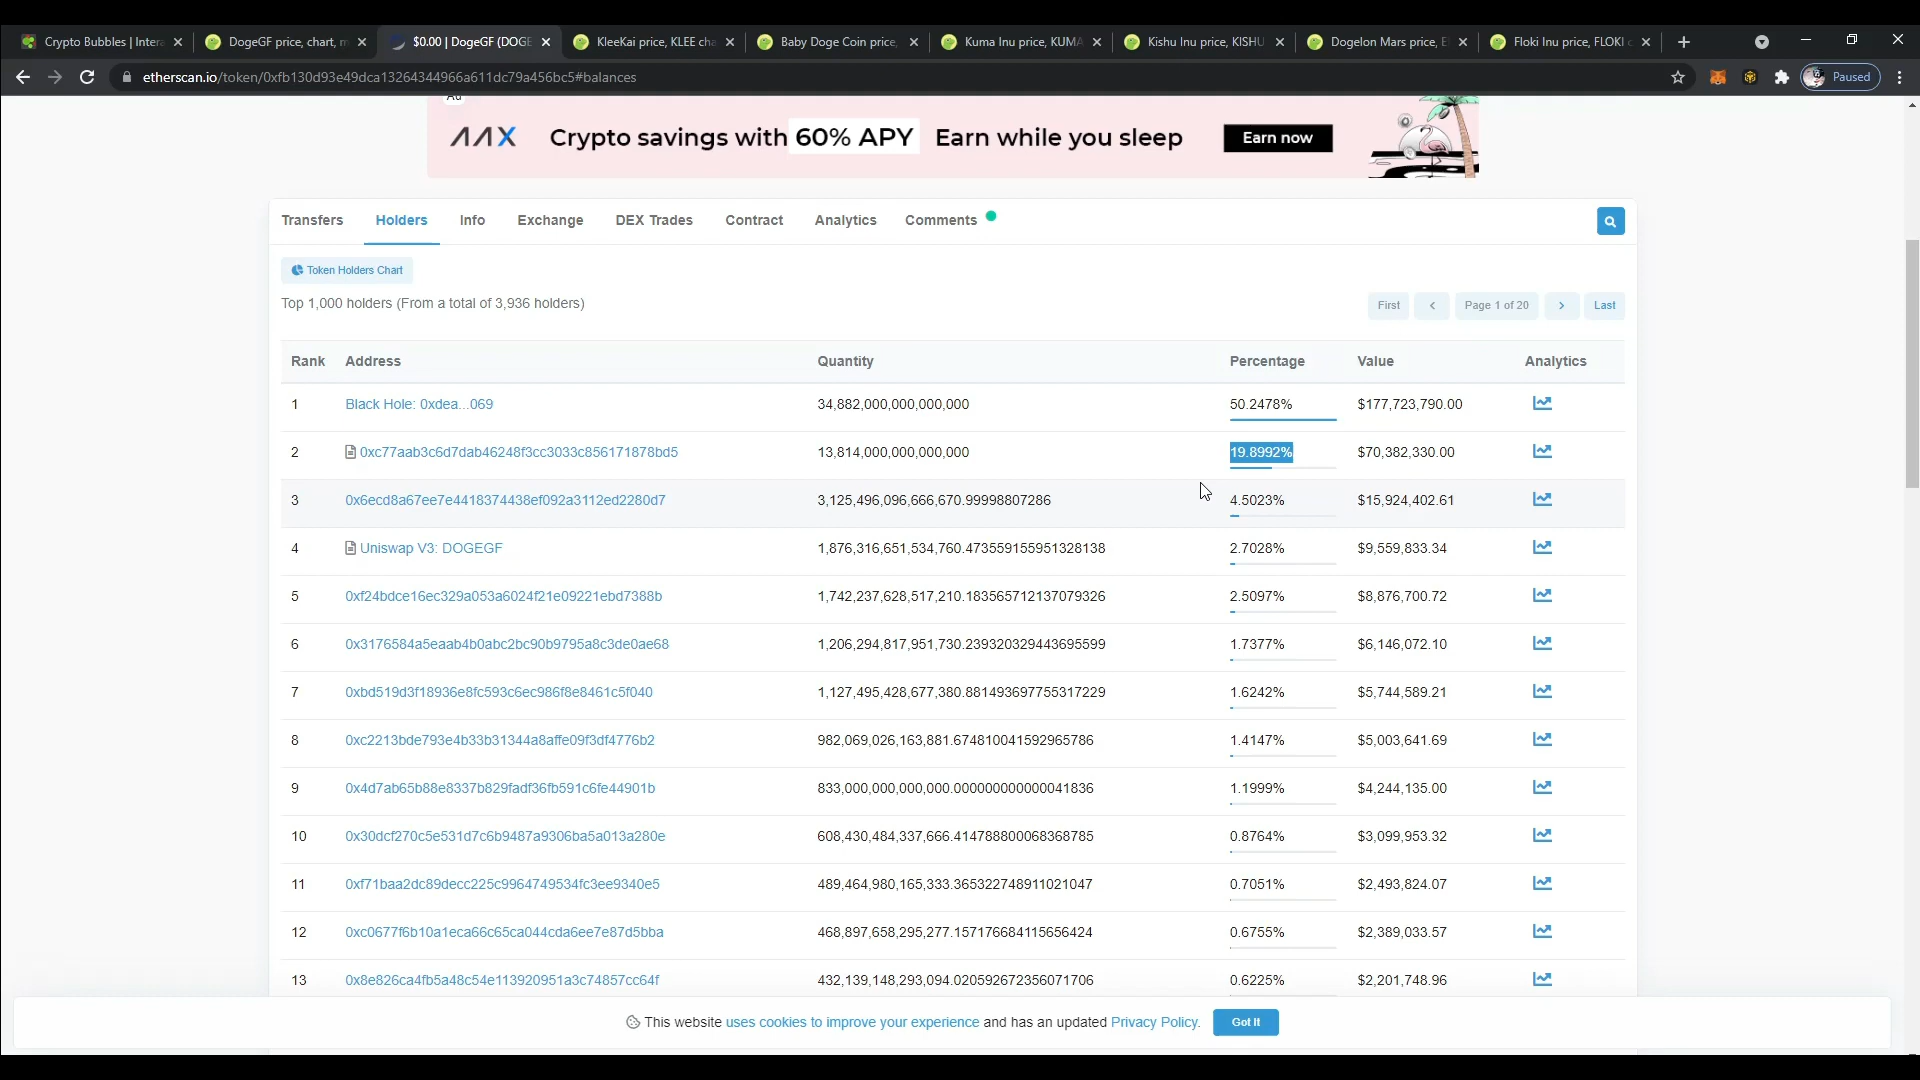 Crypto Bubbles | Inter
DogeGF price, chart, m
$0.00 | DogeGF (DOGE
KleeKai price, KLEE cha
Baby Doge Coin price,
Kuma Inu price, KUMA
Kishu Inu price, KISHU
Dogelon Mars price, E
Floki Inu price, FLOKI c
etherscan.io/token/0xfb130d93e49dca13264344966a611dc79a456bc5#balances
Paused
Ad
AAX Crypto savings with 60% APY Earn while you sleep Earn now
Transfers Holders Info Exchange DEX Trades Contract Analytics Comments
Token Holders Chart
Top 1,000 holders (From a total of 3,936 holders)
First Page 1 of 20 Last
Rank Address Quantity Percentage Value Analytics
1 Black Hole: 0xdea...069 34,882,000,000,000,000 50.2478% $177,723,790.00
2 0xc77aab3c6d7dab46248f3cc3033c856171878bd5 13,814,000,000,000,000 19.8992% $70,382,330.00
3 0x6ecd8a67ee7e4418374438ef092a3112ed2280d7 3,125,496,096,666,670.99998807286 4.5023% $15,924,402.61
4 Uniswap V3: DOGEGF 1,876,316,651,534,760.473559155951328138 2.7028% $9,559,833.34
5 0xf24bdce16ec329a053a6024f21e09221ebd7388b 1,742,237,628,517,210.183565712137079326 2.5097% $8,876,700.72
6 0x3176584a5eaab4b0abc2bc90b9795a8c3de0ae68 1,206,294,817,951,730.239320329443695599 1.7377% $6,146,072.10
7 0xbd519d3f18936e8fc593c6ec986f8e8461c5f040 1,127,495,428,677,380.881493697755317229 1.6242% $5,744,589.21
8 0xc2213bde793e4b33b31344a8affe09f3df4776b2 982,069,026,163,881.674810041592965786 1.4147% $5,003,641.69
9 0x4d7ab65b88e8337b829fadf36fb591c6fe44901b 833,000,000,000,000.000000000000041836 1.1999% $4,244,135.00
10 0x30dcf270c5e531d7c6b9487a9306ba5a013a280e 608,430,484,337,666.414788800068368785 0.8764% $3,099,953.32
11 0xf71baa2dc89decc225c9964749534fc3ee9340e5 489,464,980,165,333.365322748911021047 0.7051% $2,493,824.07
12 0xc0677f6b10a1eca66c65ca044cda6ee7e87d5bba 468,897,658,295,277.157176684115656424 0.6755% $2,389,033.57
13 0x8e826ca4fb5a48c54e113920951a3c74857cc64f 432,139,148,293,094.020592672356071706 0.6225% $2,201,748.96
This website uses cookies to improve your experience and has an updated Privacy Policy. Got It